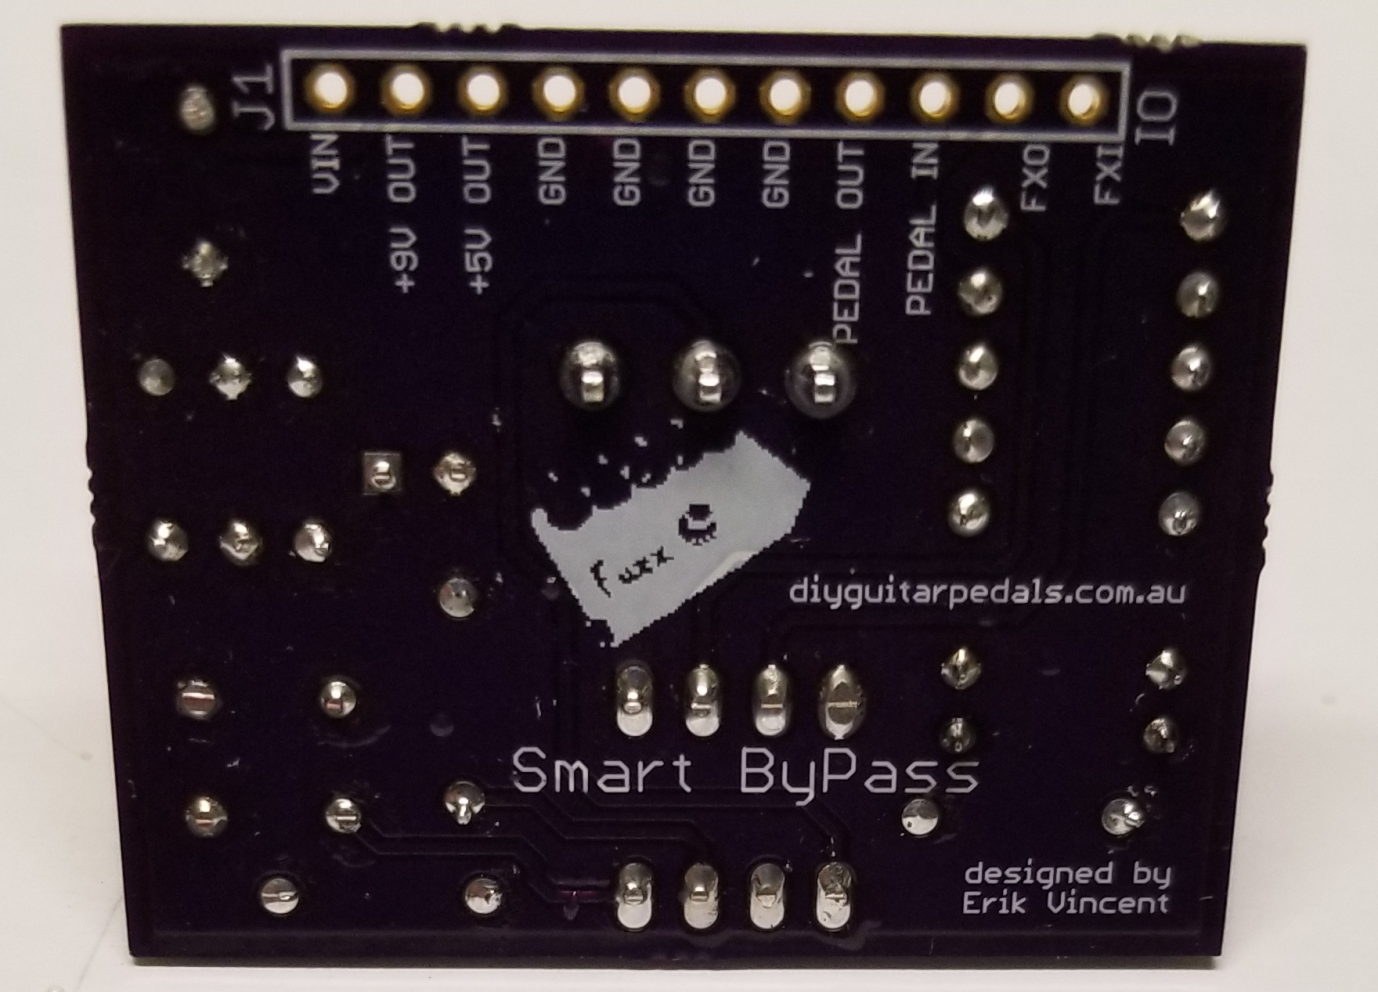 J1
IO
VIN
+9V OUT
+5V OUT
GND
GND
GND
GND
PEDAL OUT
PEDAL IN
FXO
FXI
fuxx
diyguitarpedals.com.au
Smart ByPass
designed by
Erik Vincent